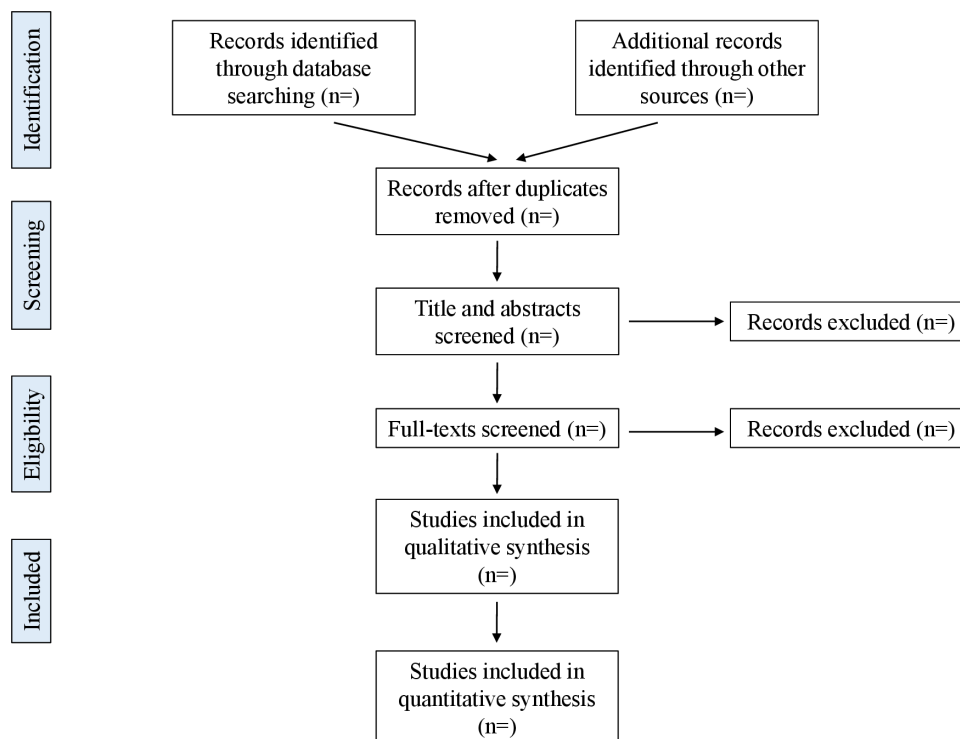 Identification
Records identified
through database
searching (n=)
Additional records
identified through other
sources (n=)
Records after duplicates
removed (n=)
Screening
Title and abstracts
screened (n=)
Records excluded (n=)
Eligibility
Full-texts screened (n=)
Records excluded (n=)
Studies included in
qualitative synthesis
(n=)
Included
Studies included in
quantitative synthesis
(n=)